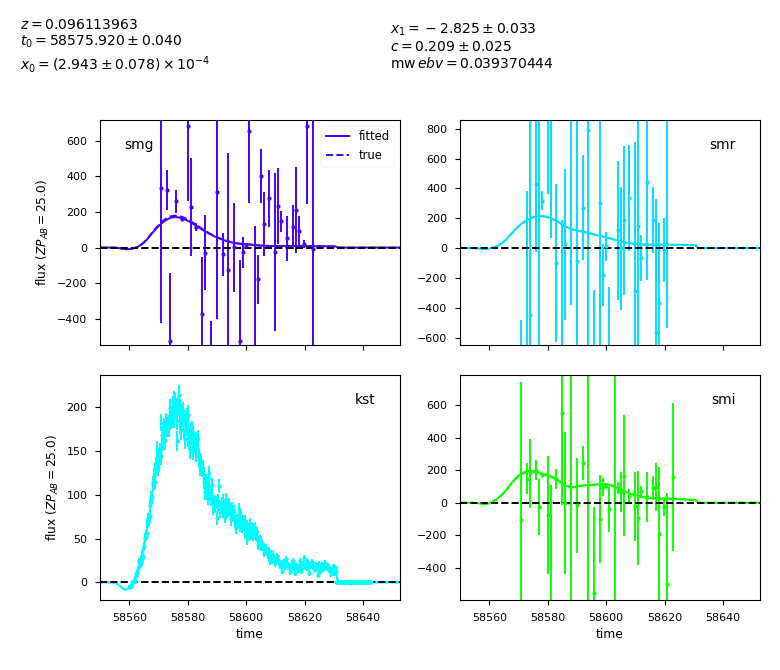 z = 0.096113963
t₀ = 58575.920 ± 0.040
x₀ = (2.943 ± 0.078) × 10⁻⁴
x₁ = −2.825 ± 0.033
c = 0.209 ± 0.025
mw ebv = 0.039370444
smg
fitted
true
600
400
200
0
−200
−400
flux (ZP_AB = 25.0)
smr
800
600
400
200
0
−200
−400
−600
kst
200
150
100
50
0
flux (ZP_AB = 25.0)
58560 58580 58600 58620 58640
time
smi
600
400
200
0
−200
−400
58560 58580 58600 58620 58640
time